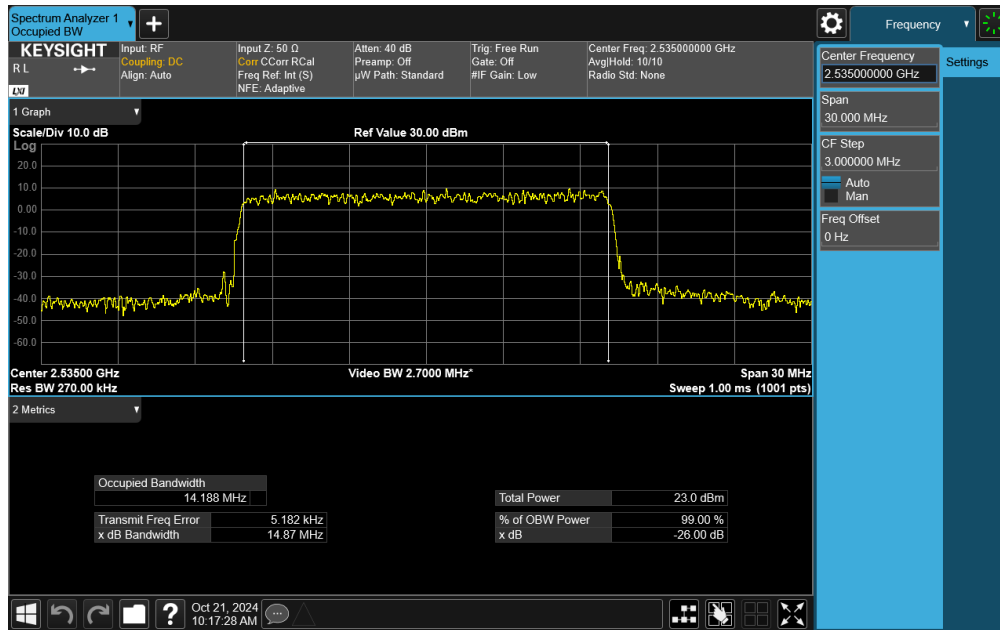 Spectrum Analyzer 1
Occupied BW
Frequency
KEYSIGHT
R L
LXI
Input: RF
Coupling: DC
Align: Auto
Input Z: 50 Ω
Corr CCorr RCal
Freq Ref: Int (S)
NFE: Adaptive
Atten: 40 dB
Preamp: Off
µW Path: Standard
Trig: Free Run
Gate: Off
#IF Gain: Low
Center Freq: 2.535000000 GHz
Avg|Hold: 10/10
Radio Std: None
Center Frequency
2.535000000 GHz
Settings
Span
30.000 MHz
CF Step
3.000000 MHz
Auto
Man
Freq Offset
0 Hz
1 Graph
Scale/Div 10.0 dB
Ref Value 30.00 dBm
Log
20.0
10.0
0.00
-10.0
-20.0
-30.0
-40.0
-50.0
-60.0
Center 2.53500 GHz
Video BW 2.7000 MHz*
Span 30 MHz
Res BW 270.00 kHz
Sweep 1.00 ms (1001 pts)
2 Metrics
Occupied Bandwidth
14.188 MHz
Total Power 23.0 dBm
Transmit Freq Error 5.182 kHz
% of OBW Power 99.00 %
x dB Bandwidth 14.87 MHz
x dB -26.00 dB
?
Oct 21, 2024
10:17:28 AM